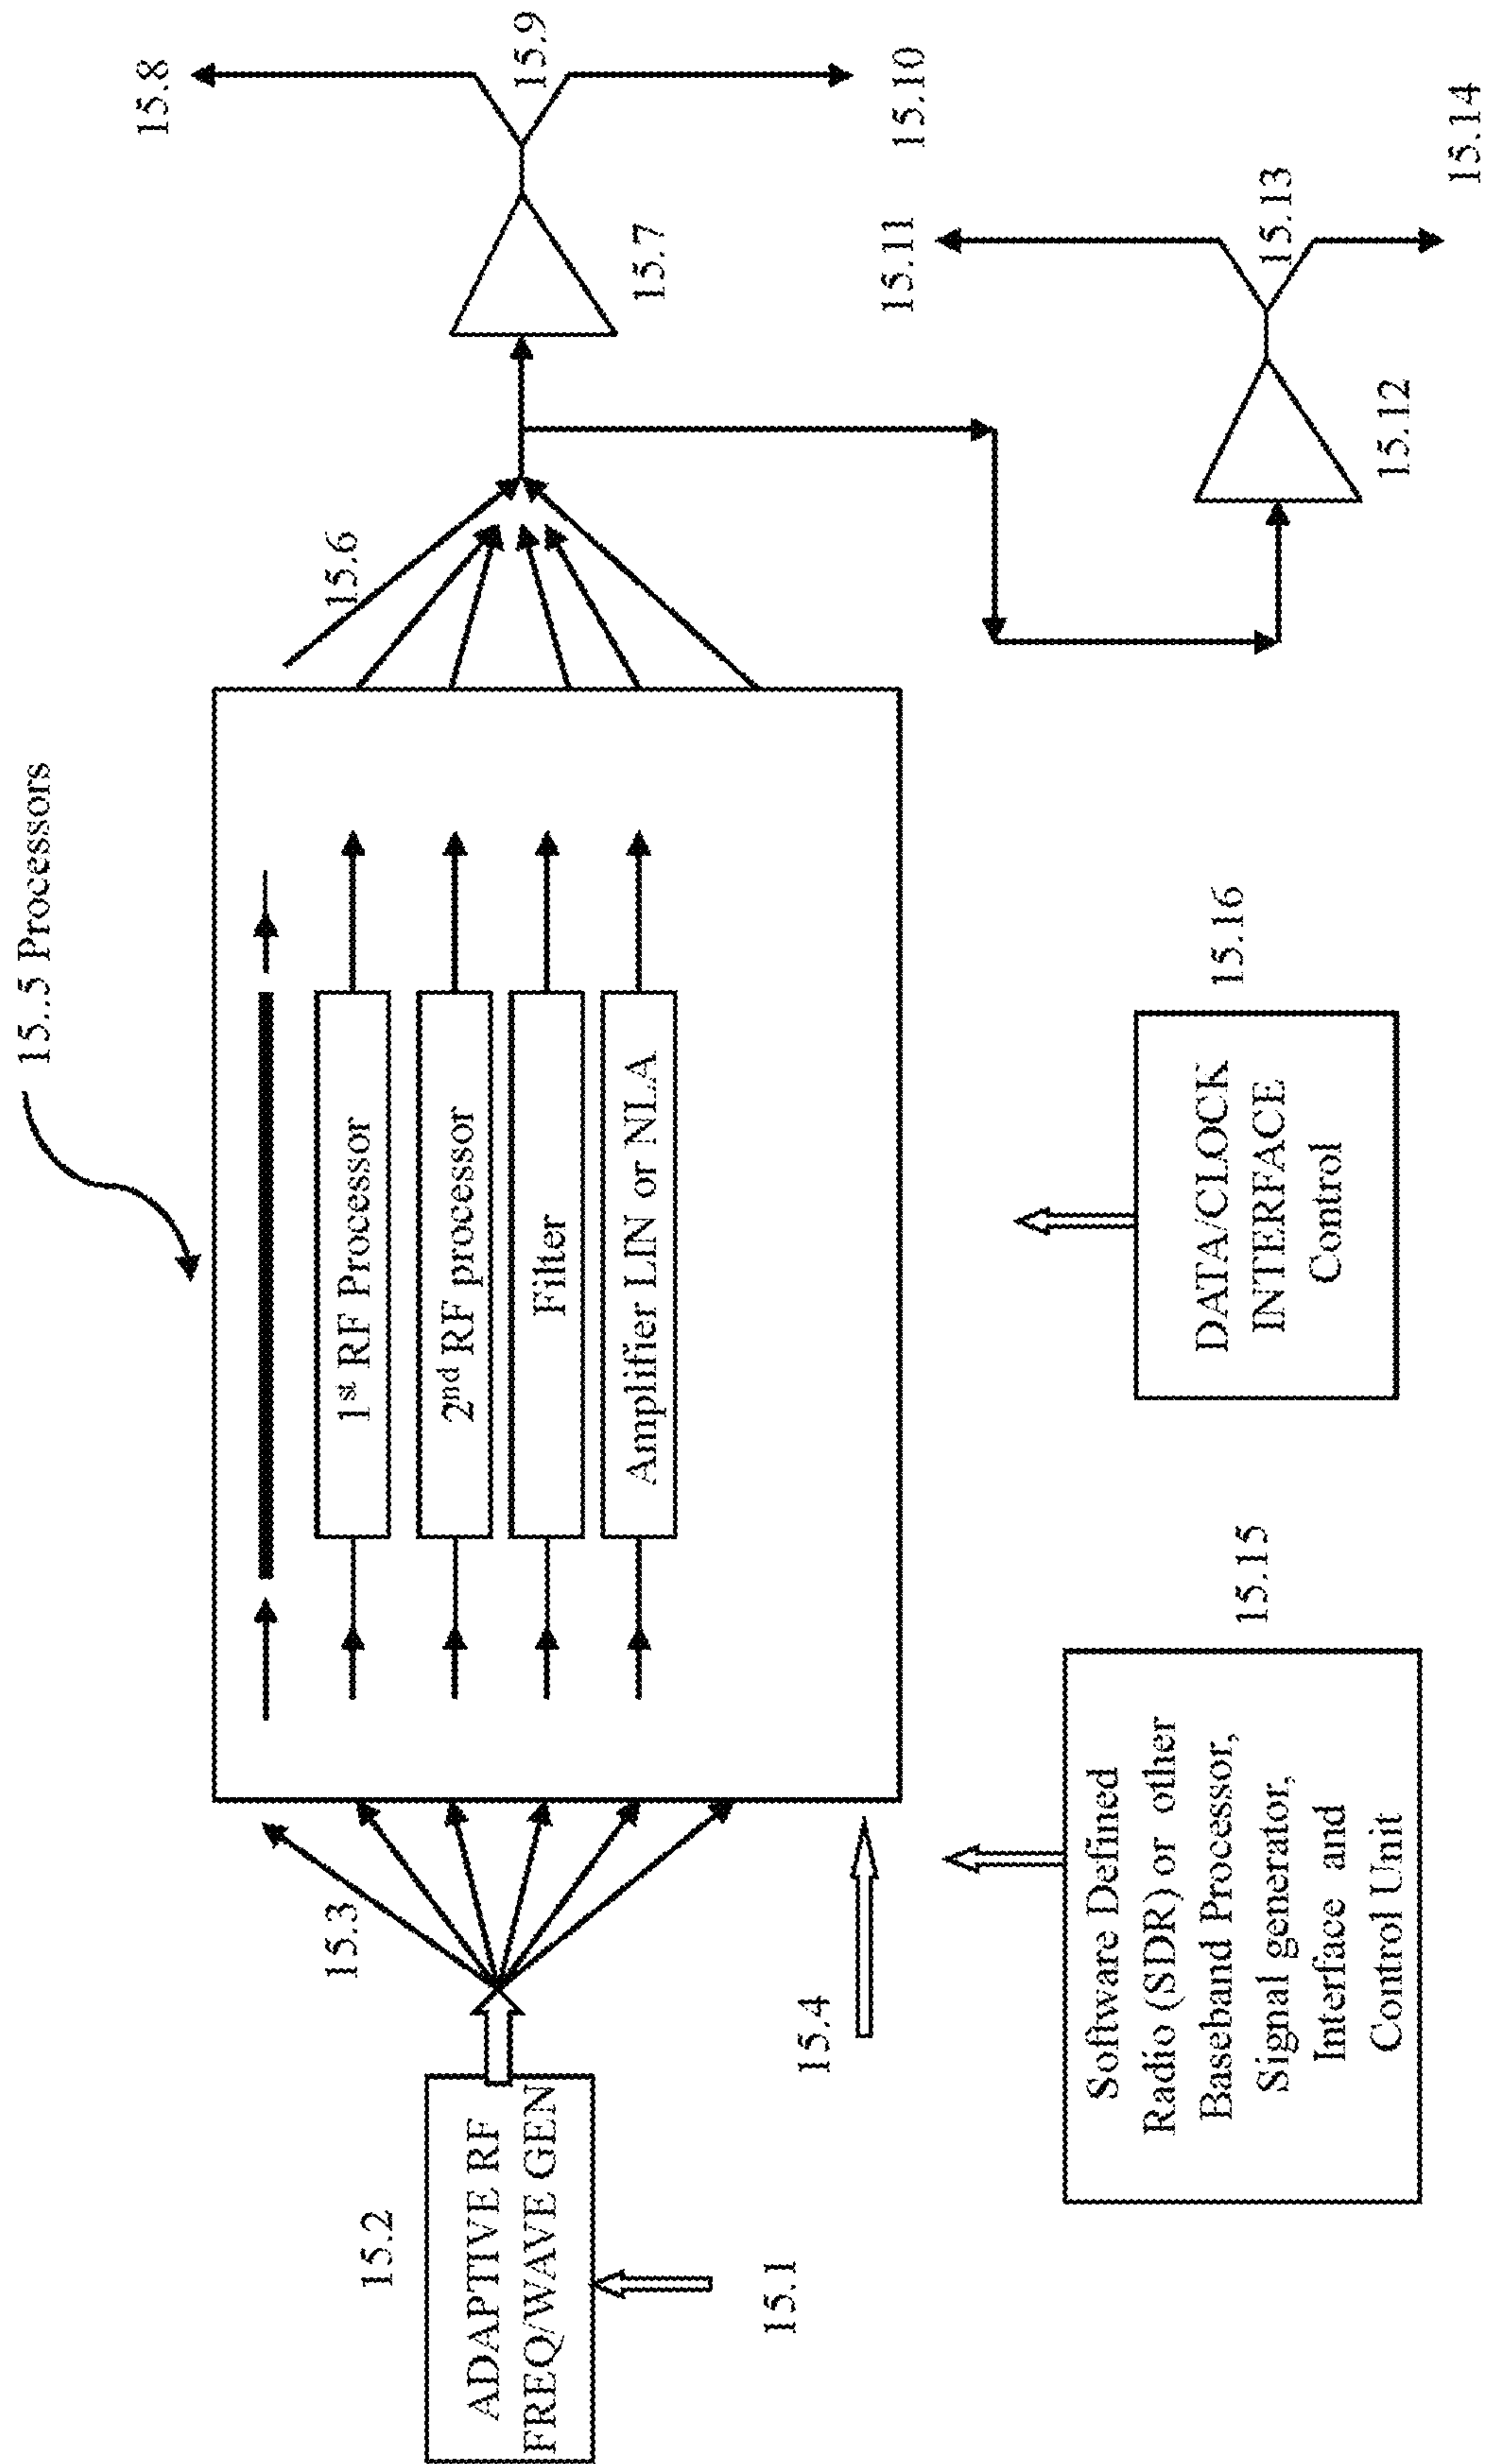 15..5 Processors
15.8
15.9
15.10
15.7
15.6
15.11
15.13
15.14
15.12
1st RF Processor
2nd RF processor
Filter
Amplifier LIN or NLA
15.3
15.2
ADAPTIVE RF
FREQ/WAVE GEN
15.1
15.4
15.15
Software Defined
Radio (SDR) or other
Baseband Processor,
Signal generator,
Interface and
Control Unit
15.16
DATA/CLOCK
INTERFACE
Control